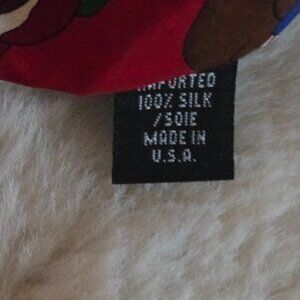 IMPORTED
100% SILK
/SOIE
MADE IN
U.S.A.